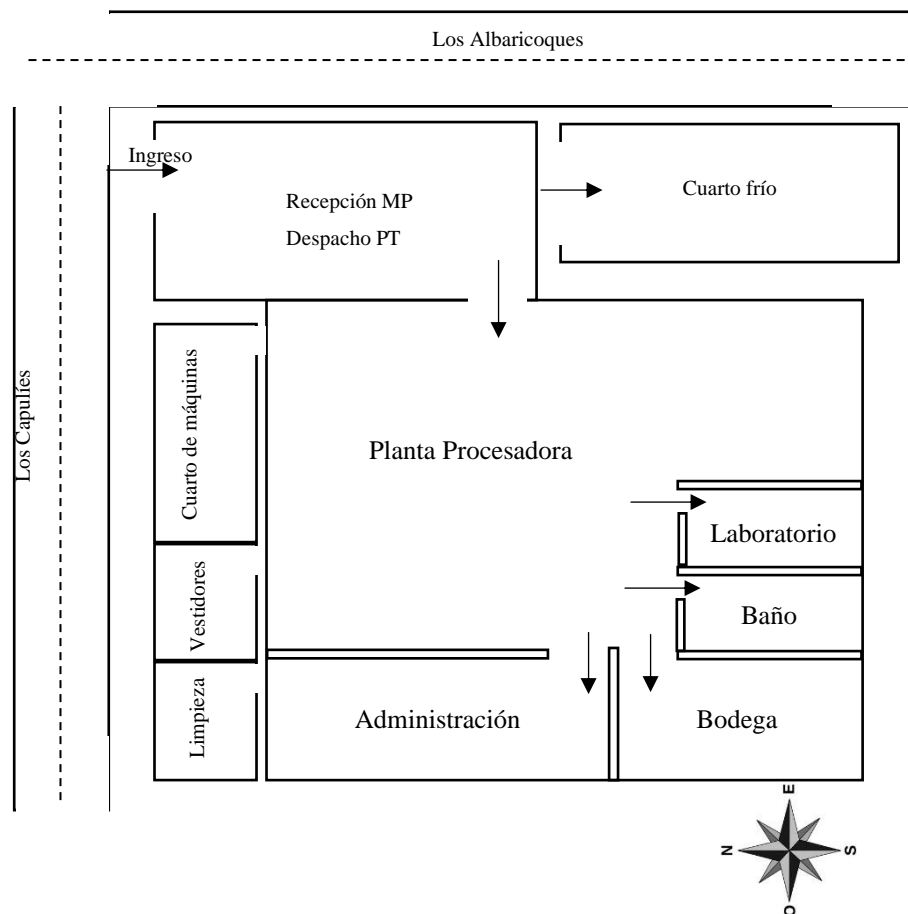 Los Albaricoques
Ingreso
Recepción MP
Despacho PT
Cuarto frío
Los Capulíes
Cuarto de máquinas
Planta Procesadora
Laboratorio
Vestidores
Baño
Limpieza
Administración
Bodega
E
N
S
O